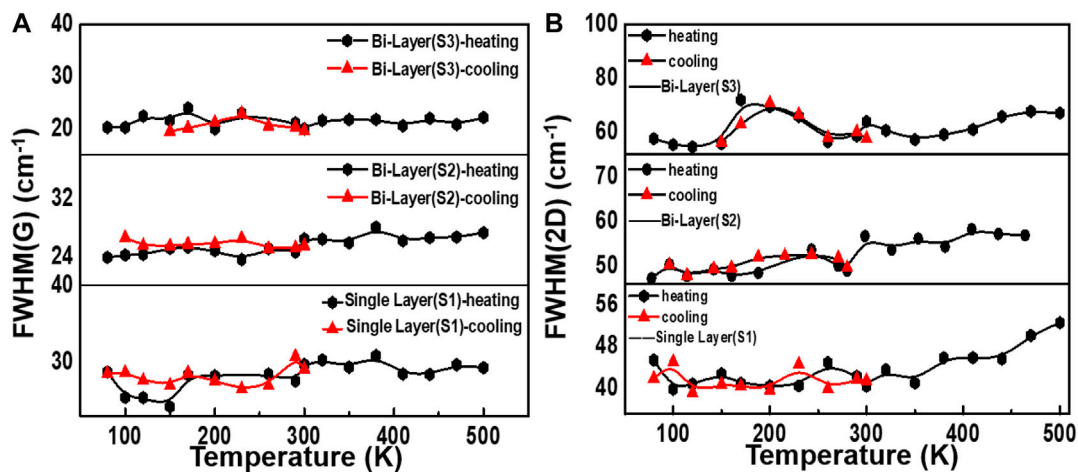 A
FWHM(G) (cm⁻¹)
40
30
20
Bi-Layer(S3)-heating
Bi-Layer(S3)-cooling
32
24
Bi-Layer(S2)-heating
Bi-Layer(S2)-cooling
40
30
Single Layer(S1)-heating
Single Layer(S1)-cooling
100 200 300 400 500
Temperature (K)
B
FWHM(2D) (cm⁻¹)
100
80
60
heating
cooling
Bi-Layer(S3)
70
60
50
heating
cooling
Bi-Layer(S2)
56
48
40
heating
cooling
Single Layer(S1)
100 200 300 400 500
Temperature (K)